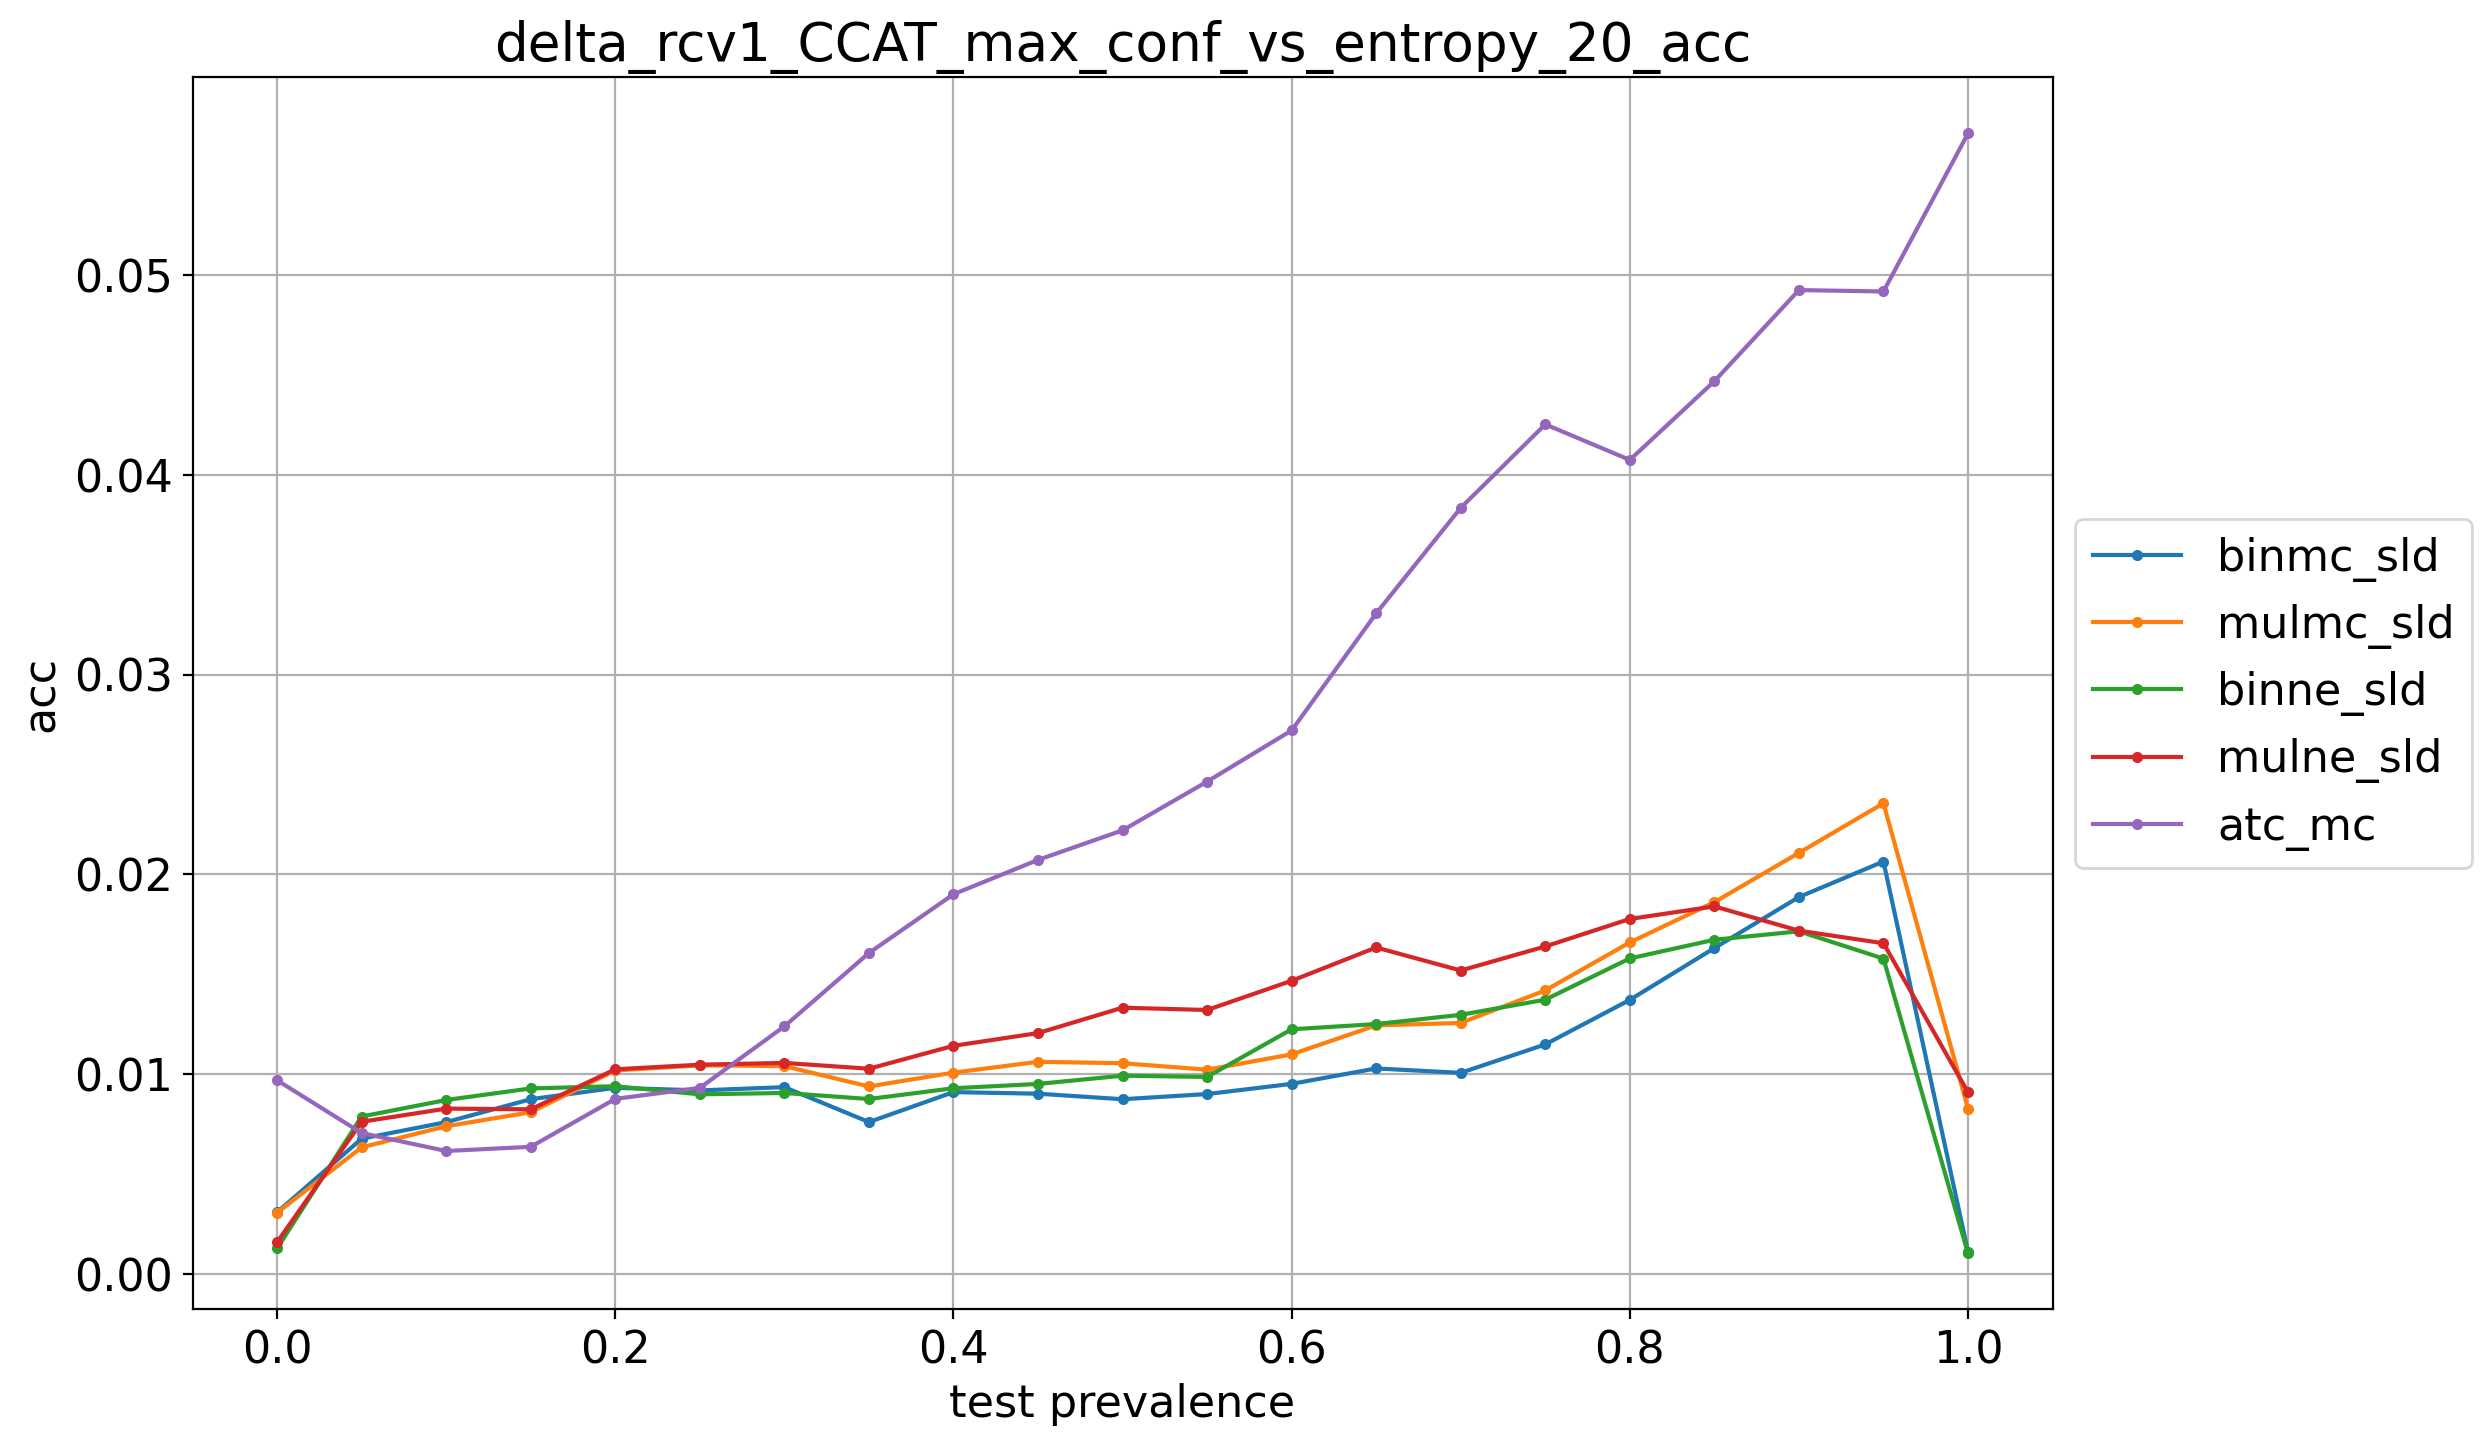 delta_rcv1_CCAT_max_conf_vs_entropy_20_acc
acc
0.05
0.04
0.03
0.02
0.01
0.00
0.0 0.2 0.4 0.6 0.8 1.0
test prevalence
binmc_sld
mulmc_sld
binne_sld
mulne_sld
atc_mc